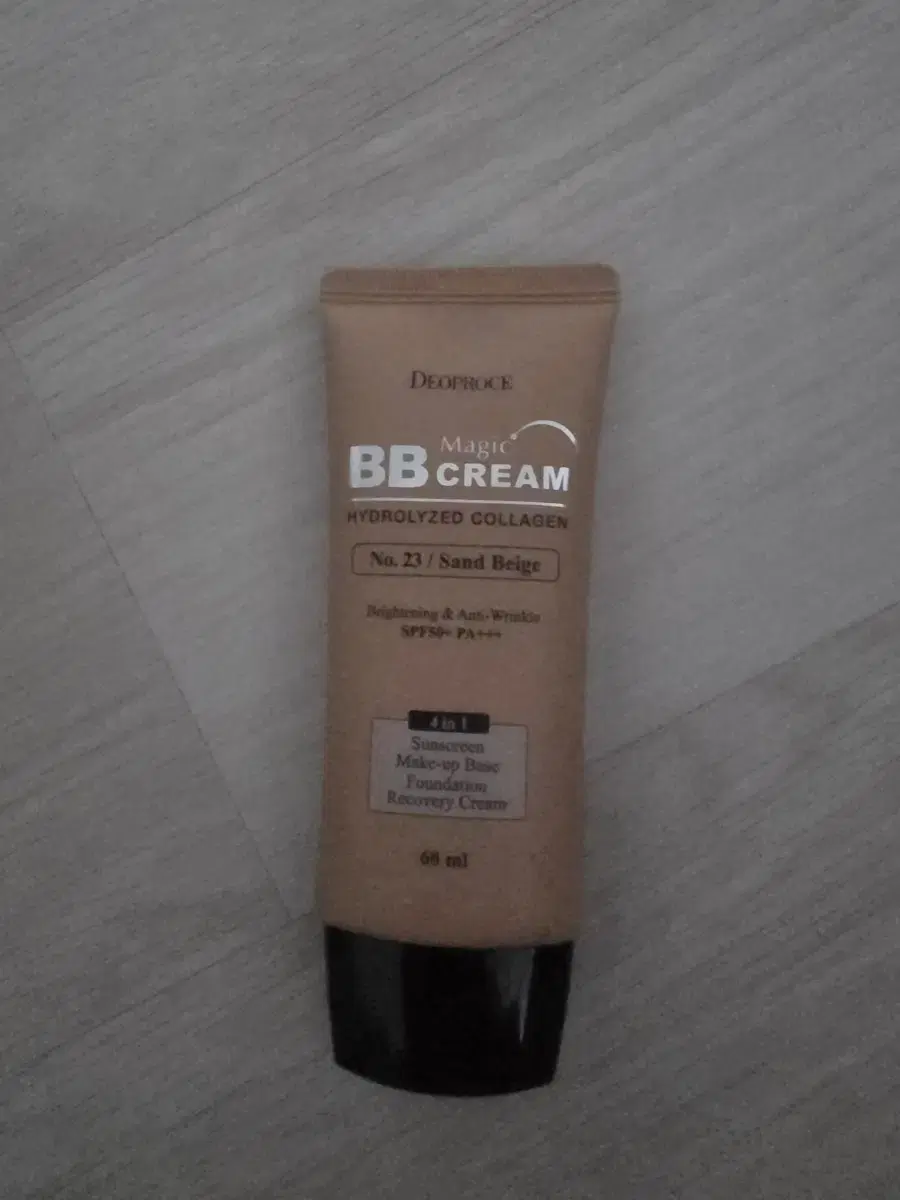 DEOPROCE
Magic
BB CREAM
HYDROLYZED COLLAGEN
No. 23 / Sand Beige
Brightening & Anti-Wrinkle
SPF50+ PA+++
4 in 1
Sunscreen
Make-up Base
Foundation
Recovery Cream
60 ml